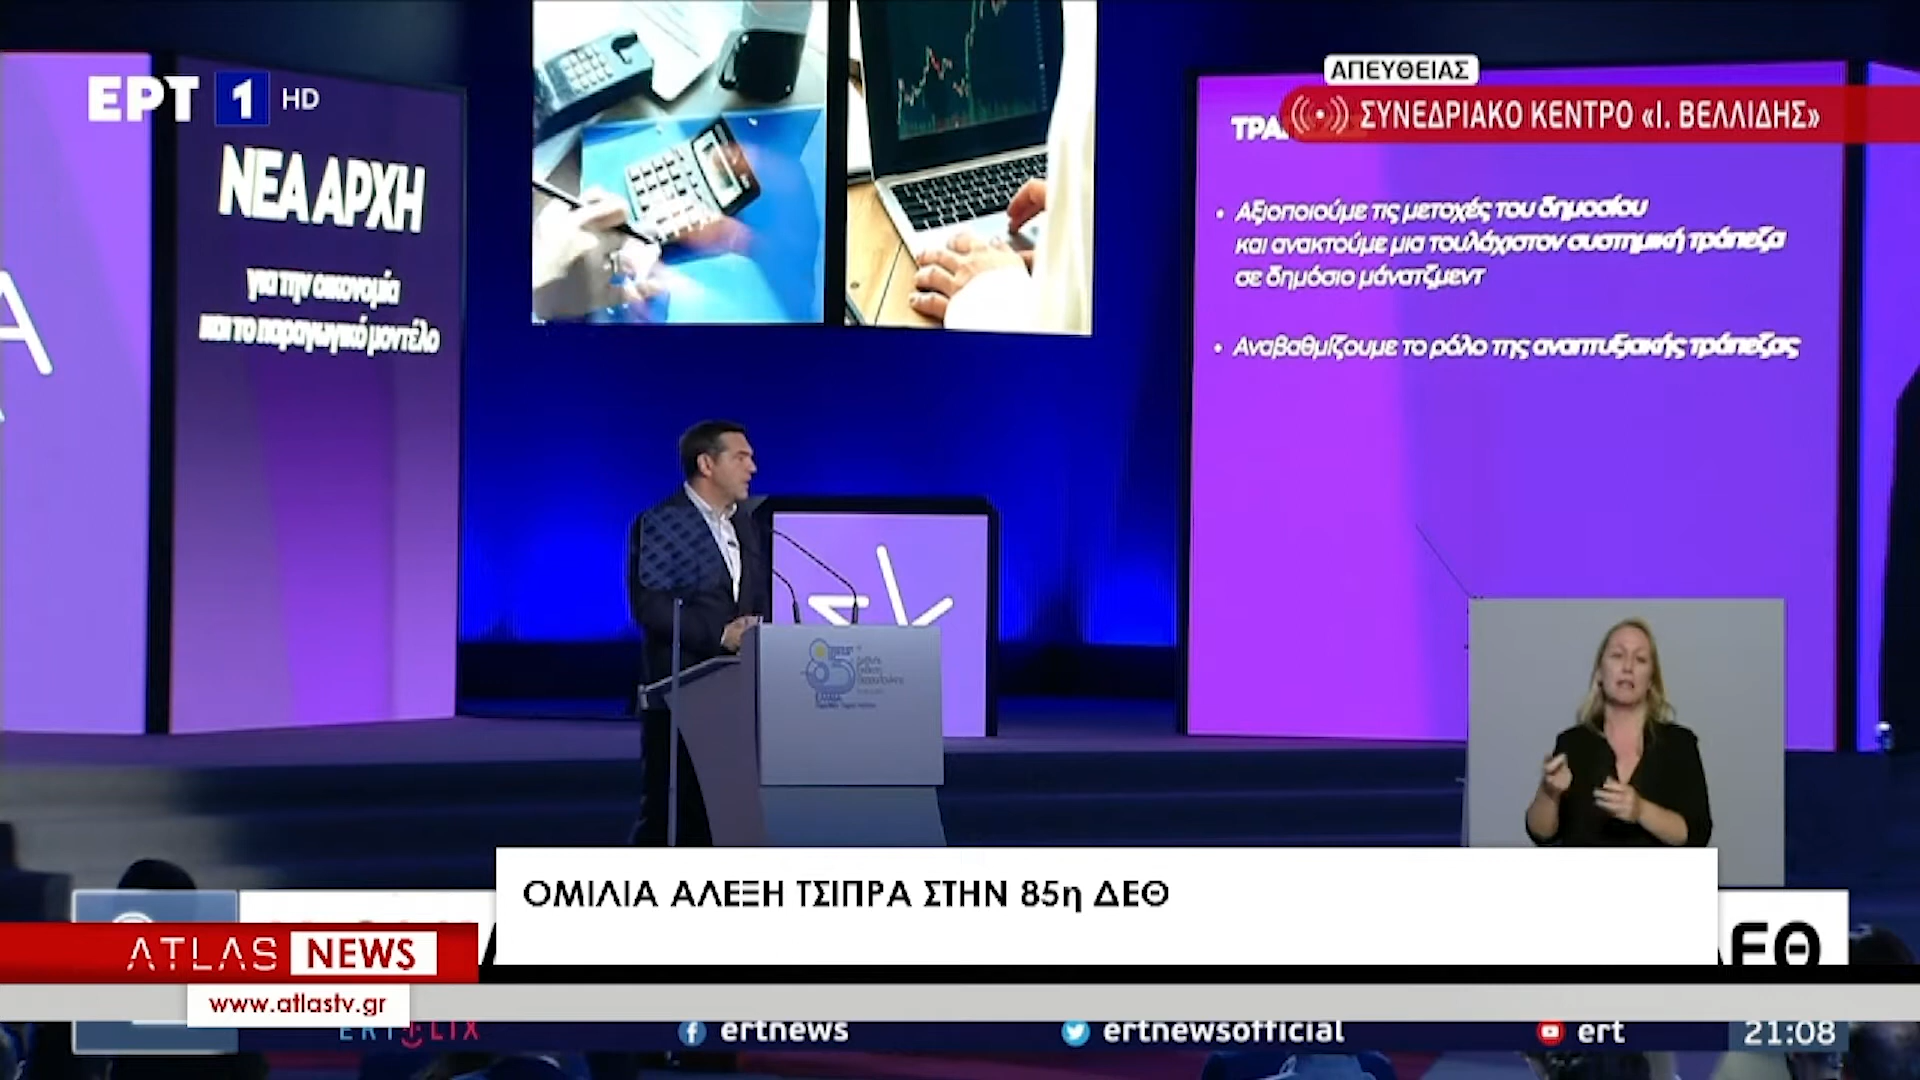 ΕΡΤ 1 HD
ΑΠΕΥΘΕΙΑΣ
ΣΥΝΕΔΡΙΑΚΟ ΚΕΝΤΡΟ «Ι. ΒΕΛΛΙΔΗΣ»
ΝΕΑ ΑΡΧΗ
για την οικονομία
και το παραγωγικό μοντέλο
• Αξιοποιούμε τις μετοχές του δημοσίου
και ανακτούμε μια τουλάχιστον συστημική τράπεζα
σε δημόσιο μάνατζμεντ
• Αναβαθμίζουμε το ρόλο της αναπτυξιακής τράπεζας
85η
ΟΜΙΛΙΑ ΑΛΕΞΗ ΤΣΙΠΡΑ ΣΤΗΝ 85η ΔΕΘ
ATLAS NEWS
www.atlastv.gr
ERTFLIX
ertnews
ertnewsofficial
ert
21:08